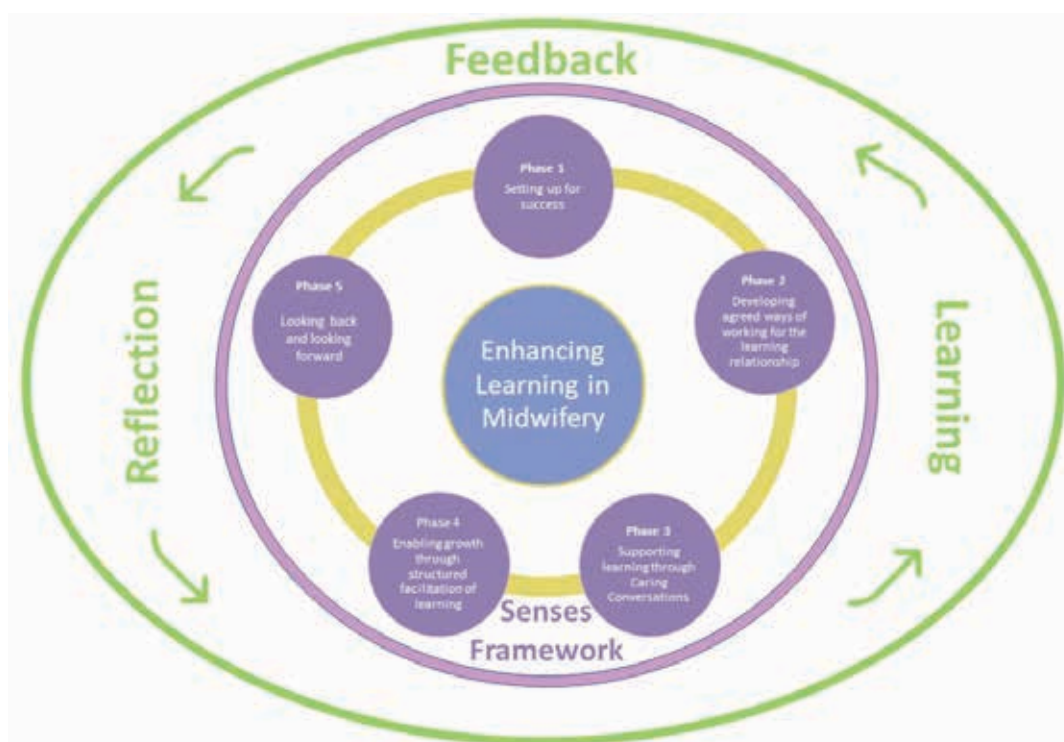 Feedback
Phase 1
Setting up for
success
Phase 2
Developing
agreed ways of
working for the
learning
relationship
Phase 3
Supporting
learning through
Caring
Conversations
Phase 4
Enabling growth
through
structured
facilitation of
learning
Phase 5
Looking back
and looking
forward
Enhancing
Learning in
Midwifery
Senses
Framework
Reflection
Learning